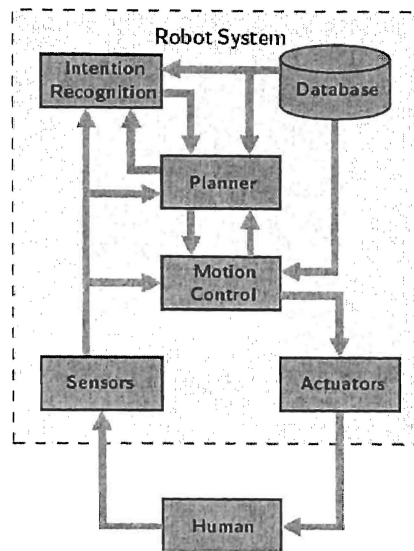 Robot System
Intention
Recognition
Database
Planner
Motion
Control
Sensors
Actuators
Human